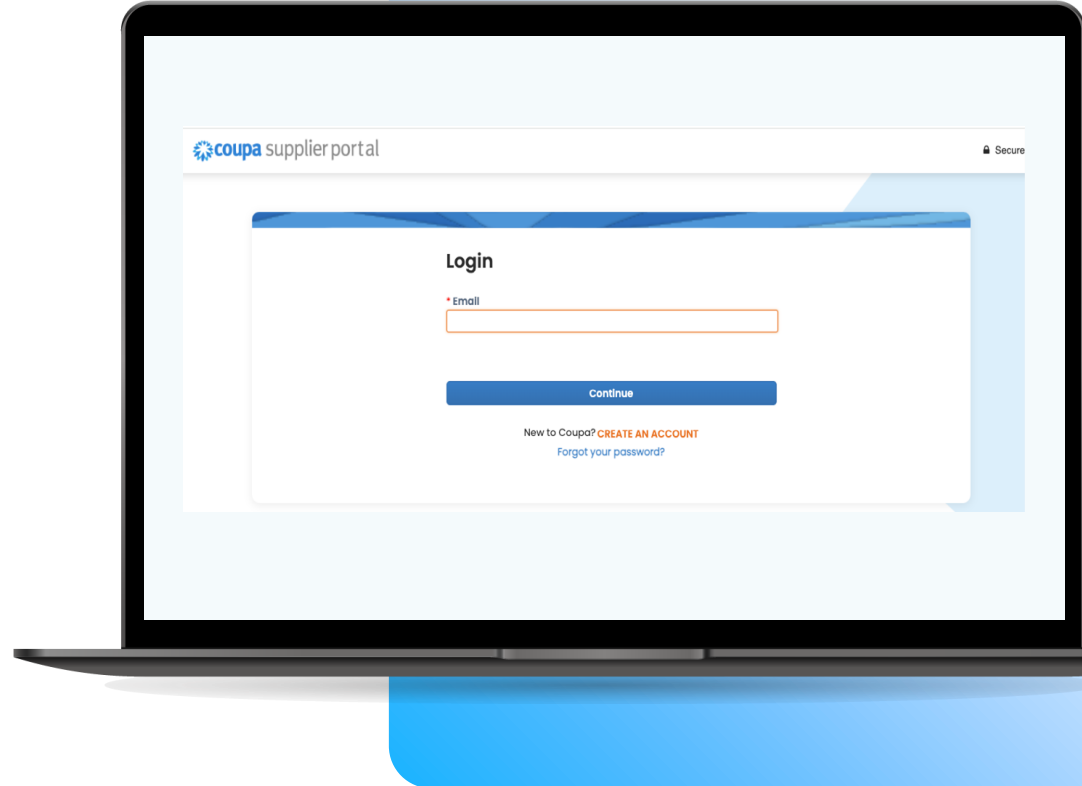 coupa supplier portal
Secure
Login
* Email
Continue
New to Coupa? CREATE AN ACCOUNT
Forgot your password?